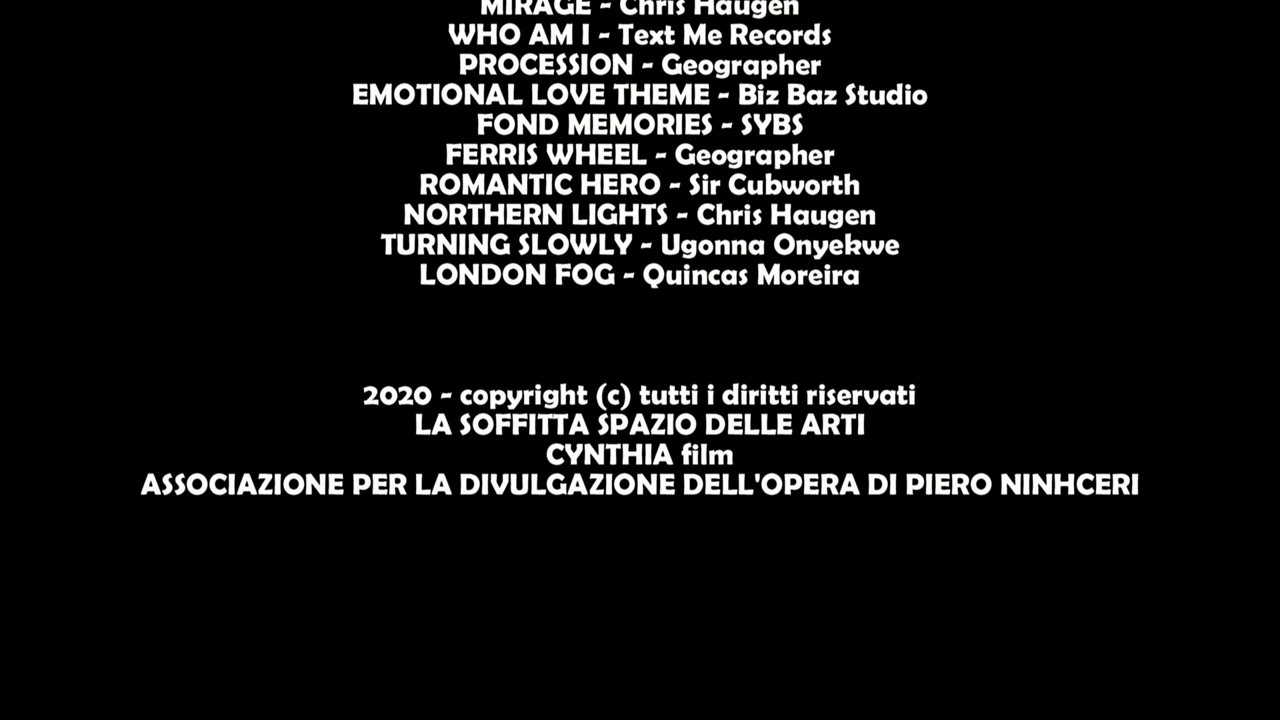 MIRAGE - Chris Haugen
WHO AM I - Text Me Records
PROCESSION - Geographer
EMOTIONAL LOVE THEME - Biz Baz Studio
FOND MEMORIES - SYBS
FERRIS WHEEL - Geographer
ROMANTIC HERO - Sir Cubworth
NORTHERN LIGHTS - Chris Haugen
TURNING SLOWLY - Ugonna Onyekwe
LONDON FOG - Quincas Moreira
2020 - copyright (c) tutti i diritti riservati
LA SOFFITTA SPAZIO DELLE ARTI
CYNTHIA film
ASSOCIAZIONE PER LA DIVULGAZIONE DELL'OPERA DI PIERO NINHCERI